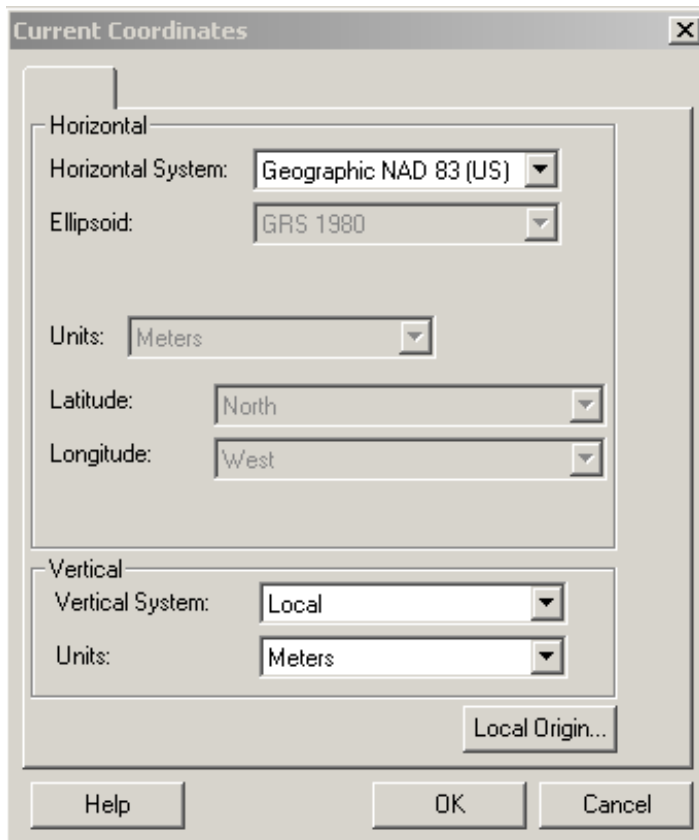 Current Coordinates
Horizontal
Horizontal System: Geographic NAD 83 (US)
Ellipsoid: GRS 1980
Units: Meters
Latitude: North
Longitude: West
Vertical
Vertical System: Local
Units: Meters
Local Origin...
Help OK Cancel